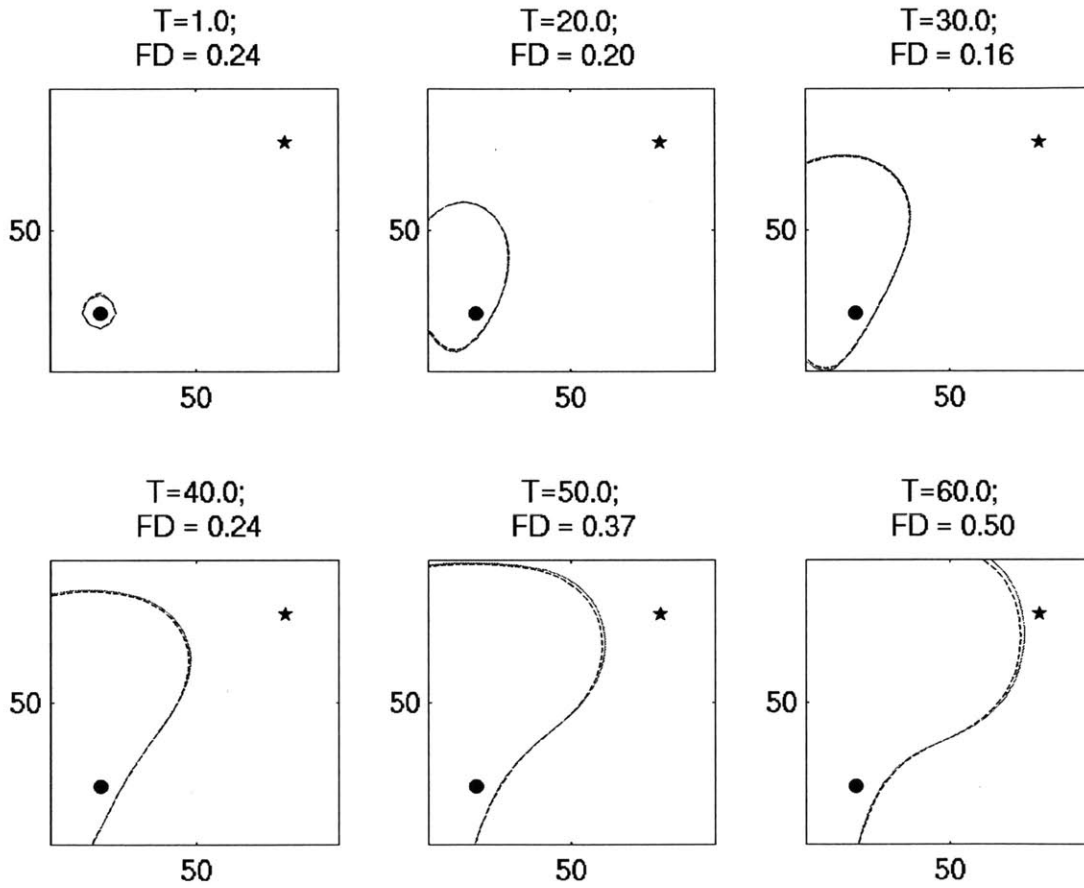 T=1.0;
FD = 0.24
T=20.0;
FD = 0.20
T=30.0;
FD = 0.16
50
50
50
50
50
50
T=40.0;
FD = 0.24
T=50.0;
FD = 0.37
T=60.0;
FD = 0.50
50
50
50
50
50
50